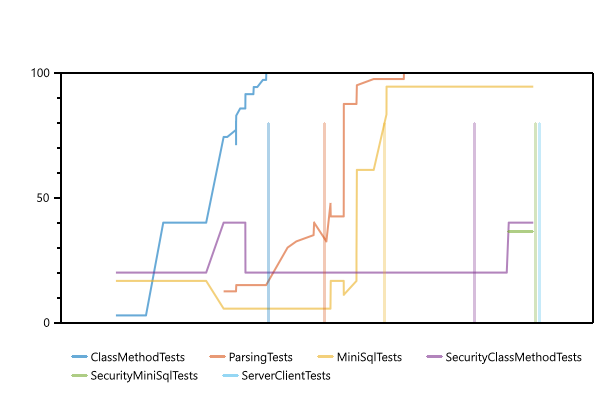 100
50
0
ClassMethodTests ParsingTests MiniSqlTests SecurityClassMethodTests
SecurityMiniSqlTests ServerClientTests